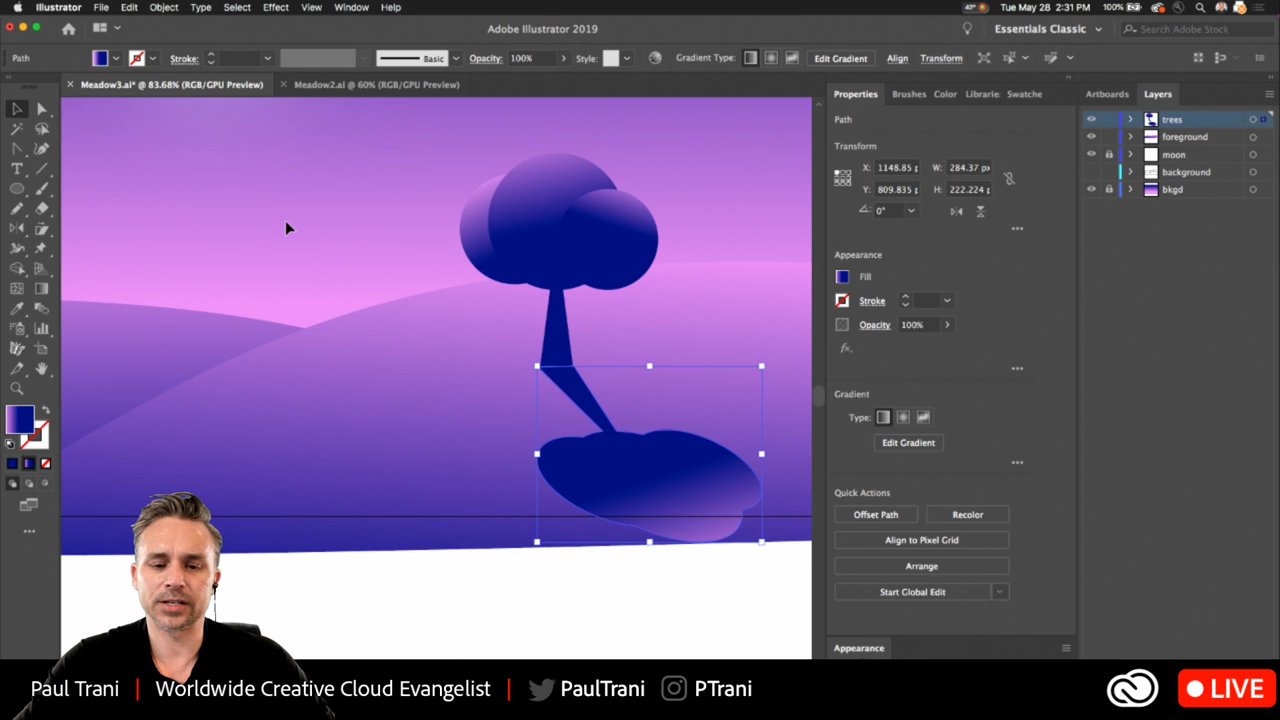 Illustrator File Edit Object Type Select Effect View Window Help
47° Tue May 28 2:31 PM 100%
Adobe Illustrator 2019
Essentials Classic
Search Adobe Stock
Path Stroke: Basic Opacity: 100% Style: Gradient Type: Edit Gradient Align Transform
Meadow3.ai* @ 83.68% (RGB/GPU Preview)
Meadow2.ai @ 60% (RGB/GPU Preview)
Properties Brushes Color Librarie Swatche
Artboards Layers
Path
trees
foreground
moon
background
bkgd
Transform
X: 1148.85 p W: 284.37 px
Y: 809.835 p H: 222.224 p
0°
Appearance
Fill
Stroke
Opacity 100%
fx.
Gradient
Type:
Edit Gradient
Quick Actions
Offset Path Recolor
Align to Pixel Grid
Arrange
Start Global Edit
Appearance
Paul Trani | Worldwide Creative Cloud Evangelist | PaulTrani PTrani
LIVE